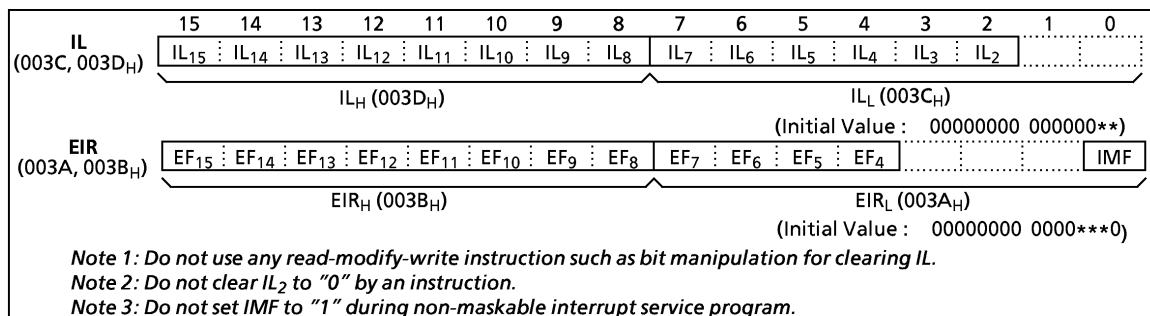 15 14 13 12 11 10 9 8 7 6 5 4 3 2 1 0
IL
(003C, 003DH)
IL15 IL14 IL13 IL12 IL11 IL10 IL9 IL8 IL7 IL6 IL5 IL4 IL3 IL2
ILH (003DH) ILL (003CH)
(Initial Value : 00000000 000000**)
EIR
(003A, 003BH)
EF15 EF14 EF13 EF12 EF11 EF10 EF9 EF8 EF7 EF6 EF5 EF4 IMF
EIRH (003BH) EIRL (003AH)
(Initial Value : 00000000 0000***0)
Note 1: Do not use any read-modify-write instruction such as bit manipulation for clearing IL.
Note 2: Do not clear IL2 to "0" by an instruction.
Note 3: Do not set IMF to "1" during non-maskable interrupt service program.